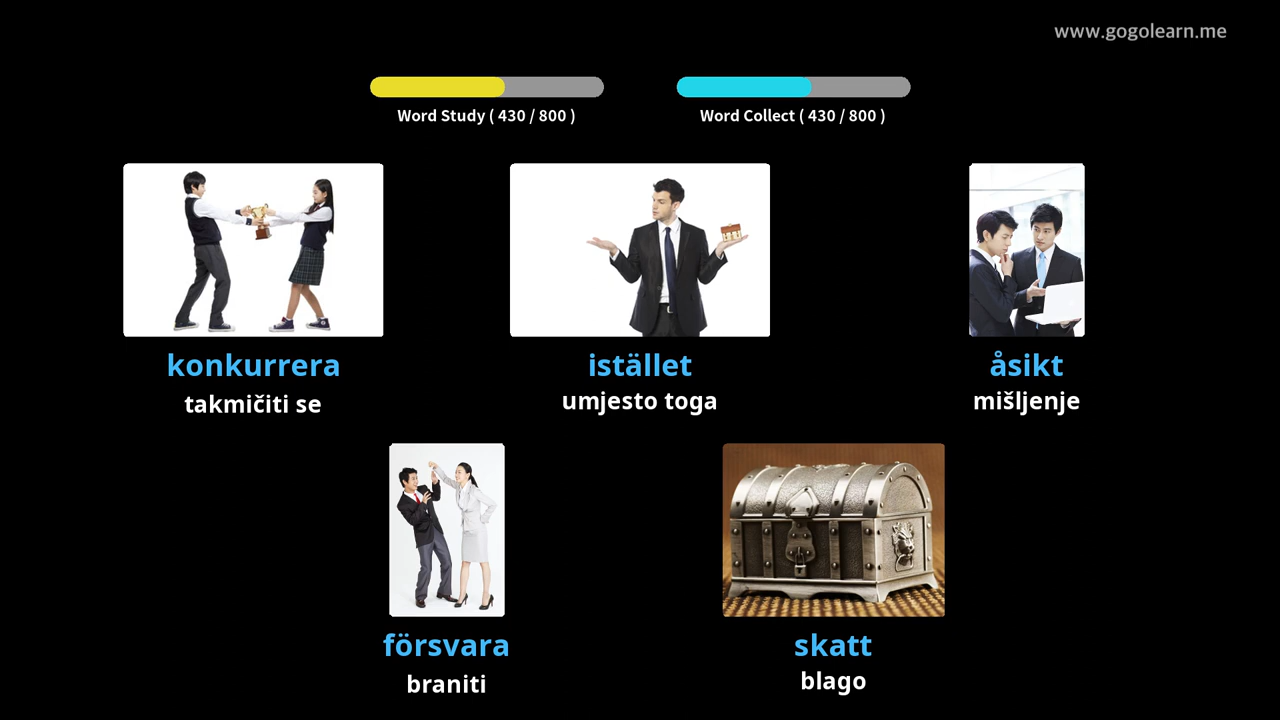 www.gogolearn.me
Word Study ( 430 / 800 )
Word Collect ( 430 / 800 )
konkurrera
takmičiti se
istället
umjesto toga
åsikt
mišljenje
försvara
braniti
skatt
blago